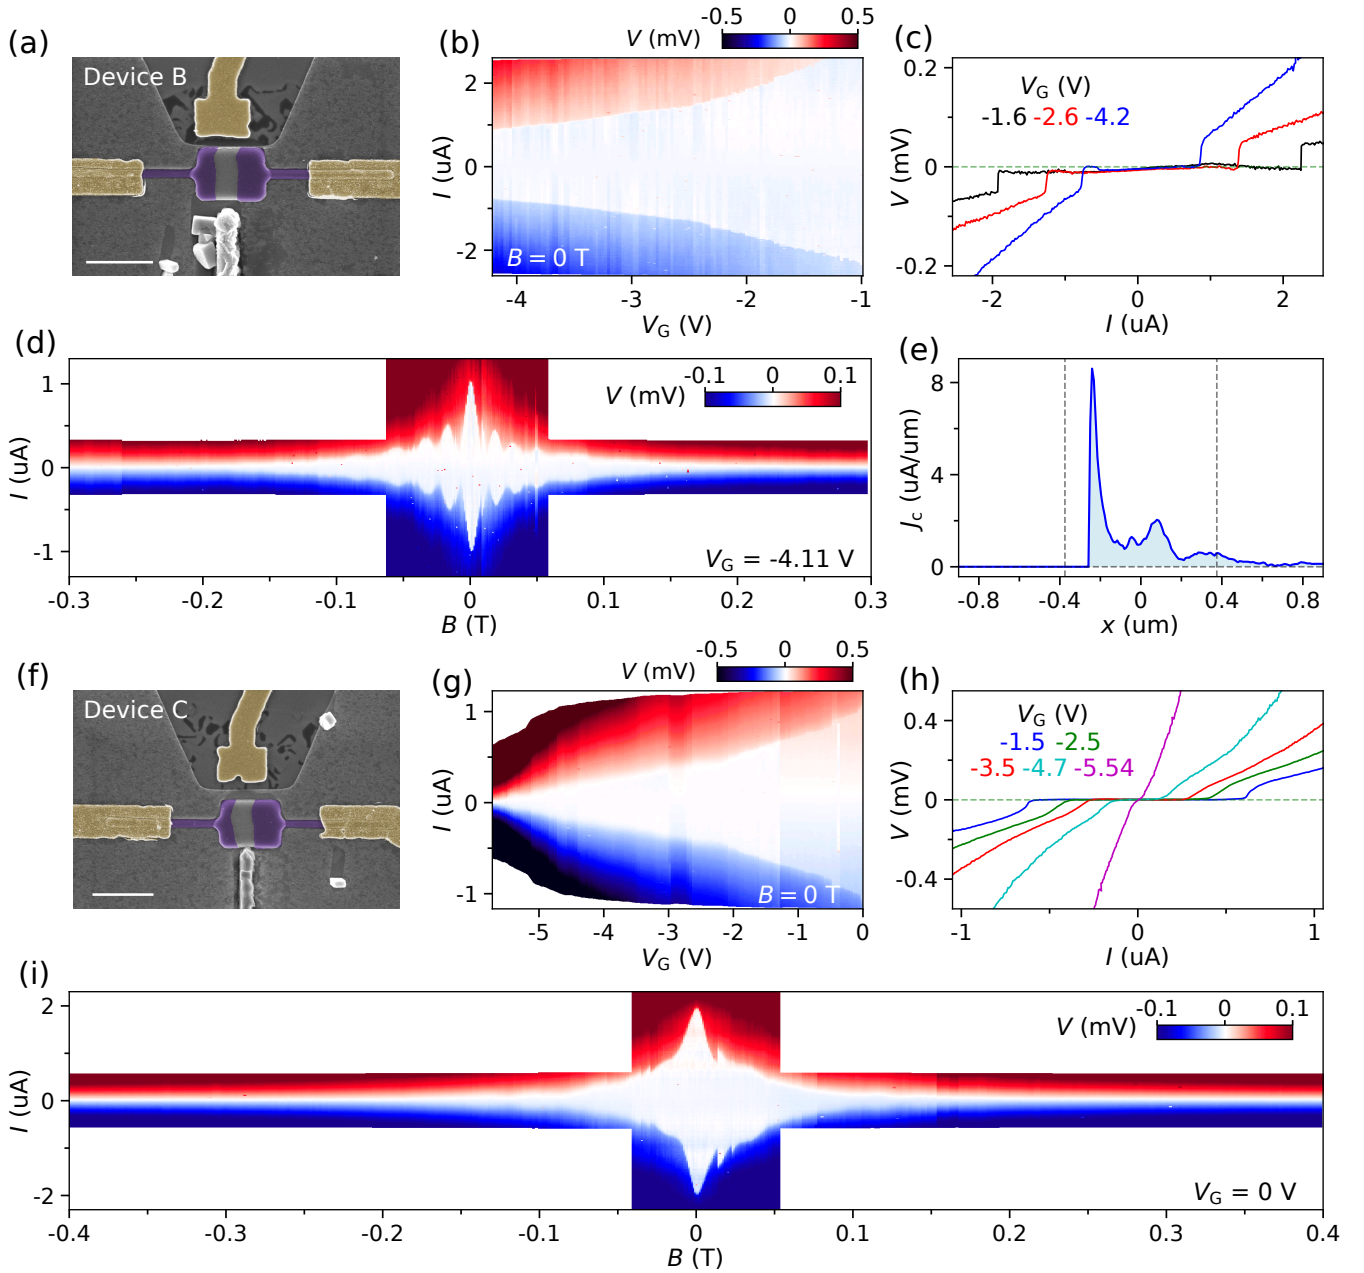 (a)
Device B
(b)
V (mV)
-0.5 0 0.5
I (uA)
2
0
-2
B = 0 T
-4 -3 -2 -1
V_G (V)
(c)
V (mV)
0.2
0
-0.2
V_G (V)
-1.6 -2.6 -4.2
-2 0 2
I (uA)
(d)
I (uA)
1
0
-1
V (mV)
-0.1 0 0.1
V_G = -4.11 V
-0.3 -0.2 -0.1 0 0.1 0.2 0.3
B (T)
(e)
J_c (uA/um)
8
4
0
-0.8 -0.4 0 0.4 0.8
x (um)
(f)
Device C
(g)
V (mV)
-0.5 0 0.5
I (uA)
1
0
-1
B = 0 T
-5 -4 -3 -2 -1 0
V_G (V)
(h)
V (mV)
0.4
0
-0.4
V_G (V)
-1.5 -2.5
-3.5 -4.7 -5.54
-1 0 1
I (uA)
(i)
I (uA)
2
0
-2
V (mV)
-0.1 0 0.1
V_G = 0 V
-0.4 -0.3 -0.2 -0.1 0 0.1 0.2 0.3 0.4
B (T)